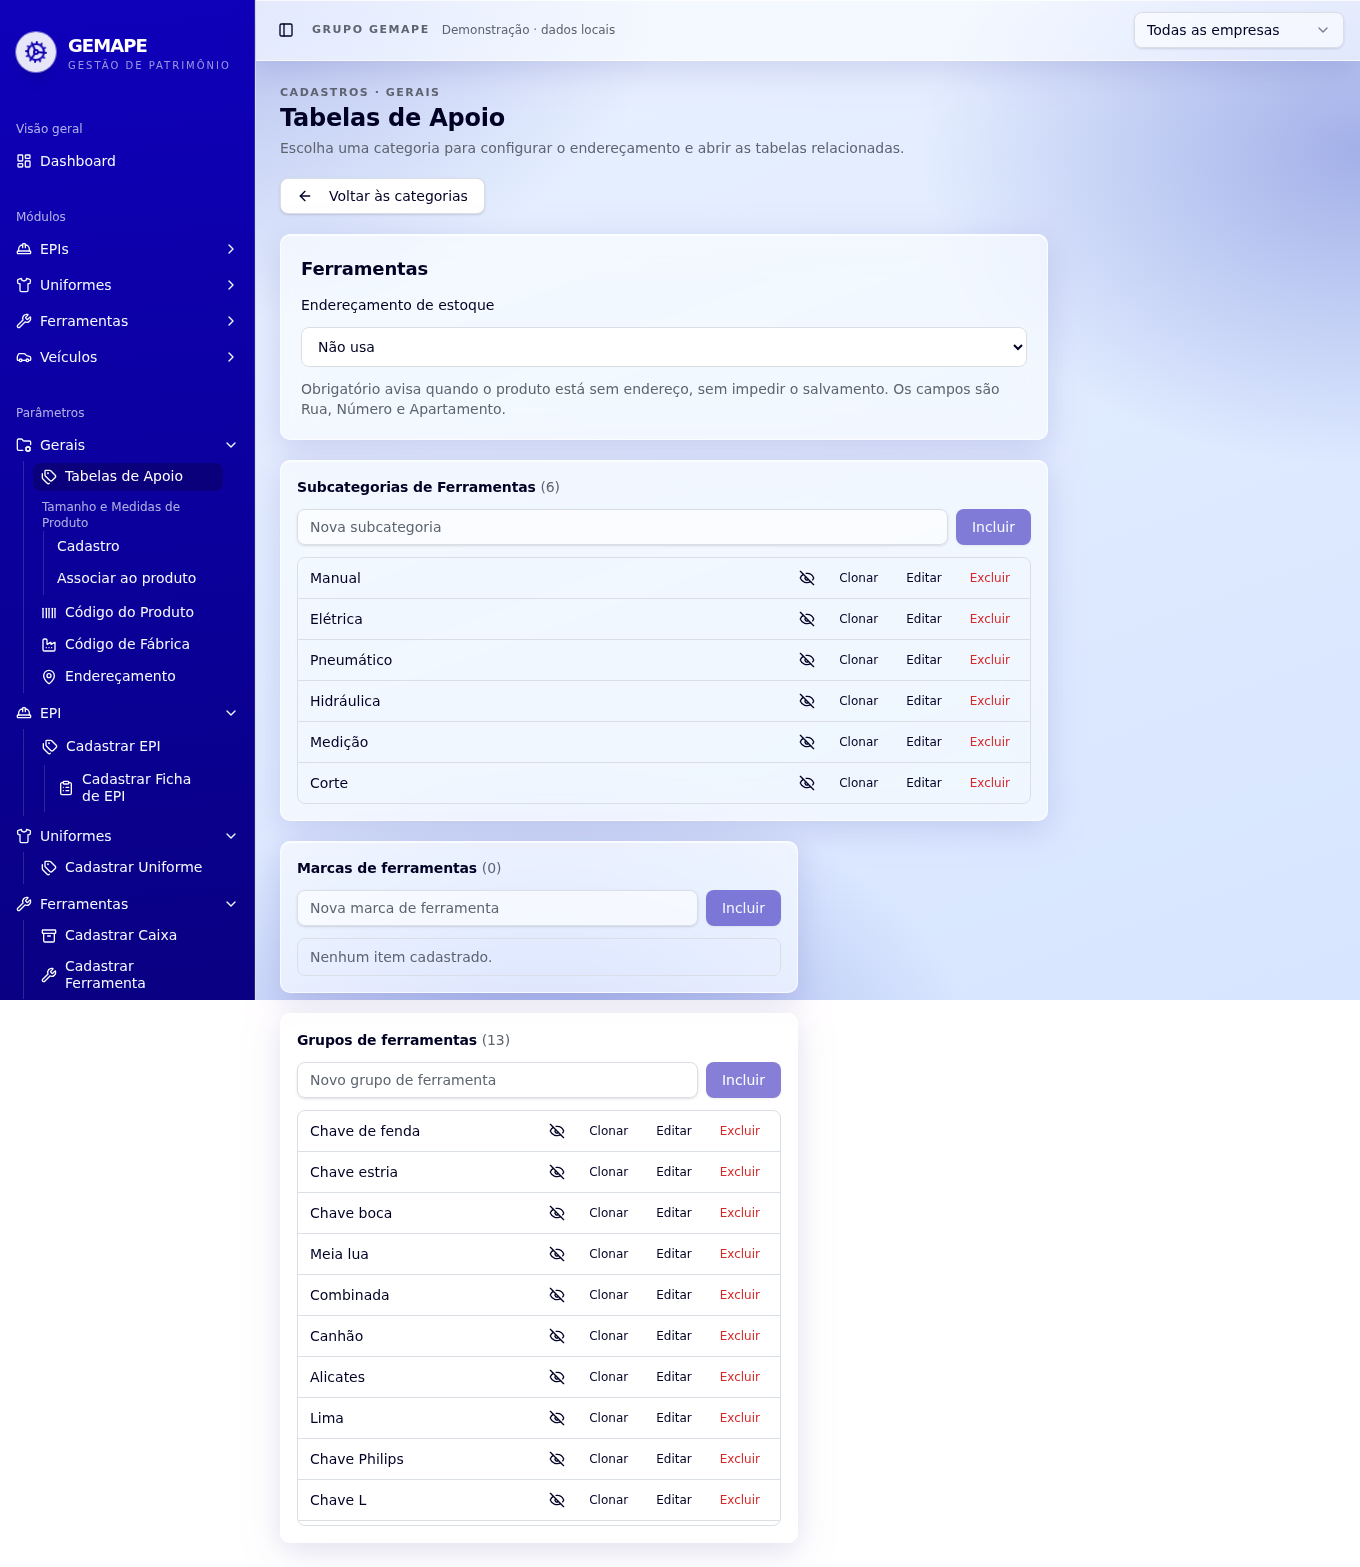 GEMAPE
GESTÃO DE PATRIMÔNIO
Visão geral
Dashboard
Módulos
EPIs
Uniformes
Ferramentas
Veículos
Parâmetros
Gerais
Tabelas de Apoio
Tamanho e Medidas de
Produto
Cadastro
Associar ao produto
Código do Produto
Código de Fábrica
Endereçamento
EPI
Cadastrar EPI
Cadastrar Ficha
de EPI
Uniformes
Cadastrar Uniforme
Ferramentas
Cadastrar Caixa
Cadastrar
Ferramenta
GRUPO GEMAPE Demonstração · dados locais
Todas as empresas
CADASTROS · GERAIS
Tabelas de Apoio
Escolha uma categoria para configurar o endereçamento e abrir as tabelas relacionadas.
Voltar às categorias
Ferramentas
Endereçamento de estoque
Não usa
Obrigatório avisa quando o produto está sem endereço, sem impedir o salvamento. Os campos são
Rua, Número e Apartamento.
Subcategorias de Ferramentas (6)
Nova subcategoria Incluir
Manual Clonar Editar Excluir
Elétrica Clonar Editar Excluir
Pneumático Clonar Editar Excluir
Hidráulica Clonar Editar Excluir
Medição Clonar Editar Excluir
Corte Clonar Editar Excluir
Marcas de ferramentas (0)
Nova marca de ferramenta Incluir
Nenhum item cadastrado.
Grupos de ferramentas (13)
Novo grupo de ferramenta Incluir
Chave de fenda Clonar Editar Excluir
Chave estria Clonar Editar Excluir
Chave boca Clonar Editar Excluir
Meia lua Clonar Editar Excluir
Combinada Clonar Editar Excluir
Canhão Clonar Editar Excluir
Alicates Clonar Editar Excluir
Lima Clonar Editar Excluir
Chave Philips Clonar Editar Excluir
Chave L Clonar Editar Excluir